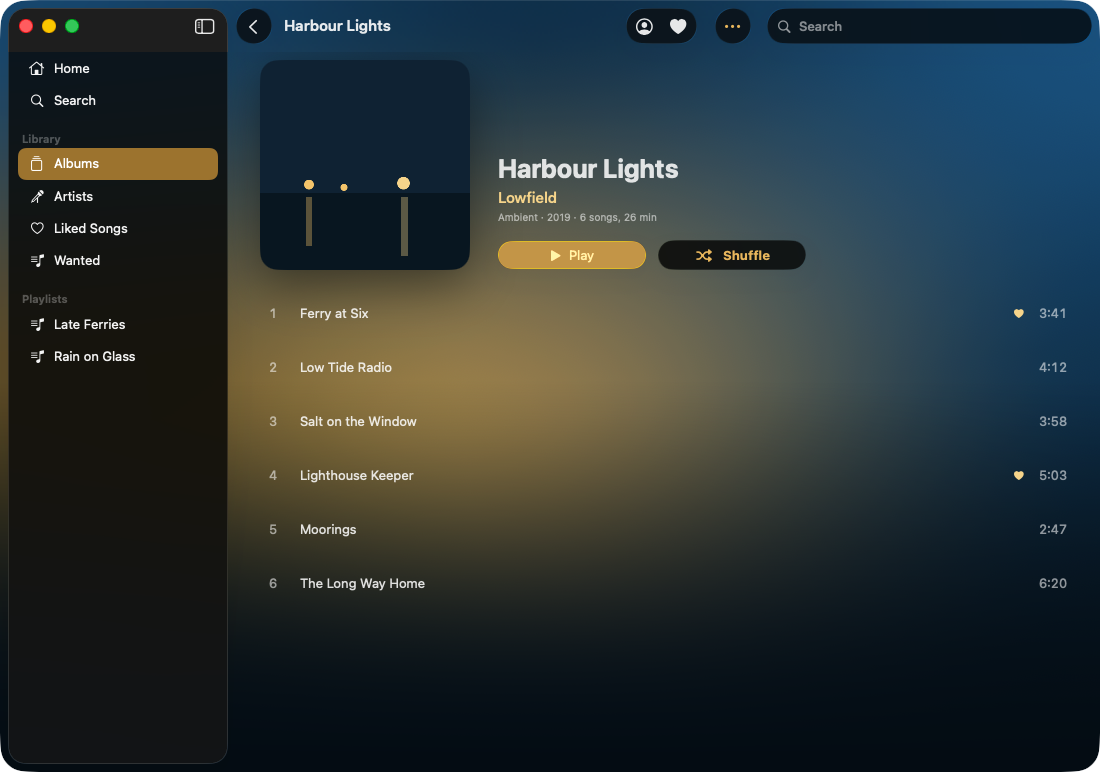 Harbour Lights
Search
Home
Search
Library
Albums
Artists
Liked Songs
Wanted
Playlists
Late Ferries
Rain on Glass
Harbour Lights
Lowfield
Ambient · 2019 · 6 songs, 26 min
Play
Shuffle
1 Ferry at Six 3:41
2 Low Tide Radio 4:12
3 Salt on the Window 3:58
4 Lighthouse Keeper 5:03
5 Moorings 2:47
6 The Long Way Home 6:20